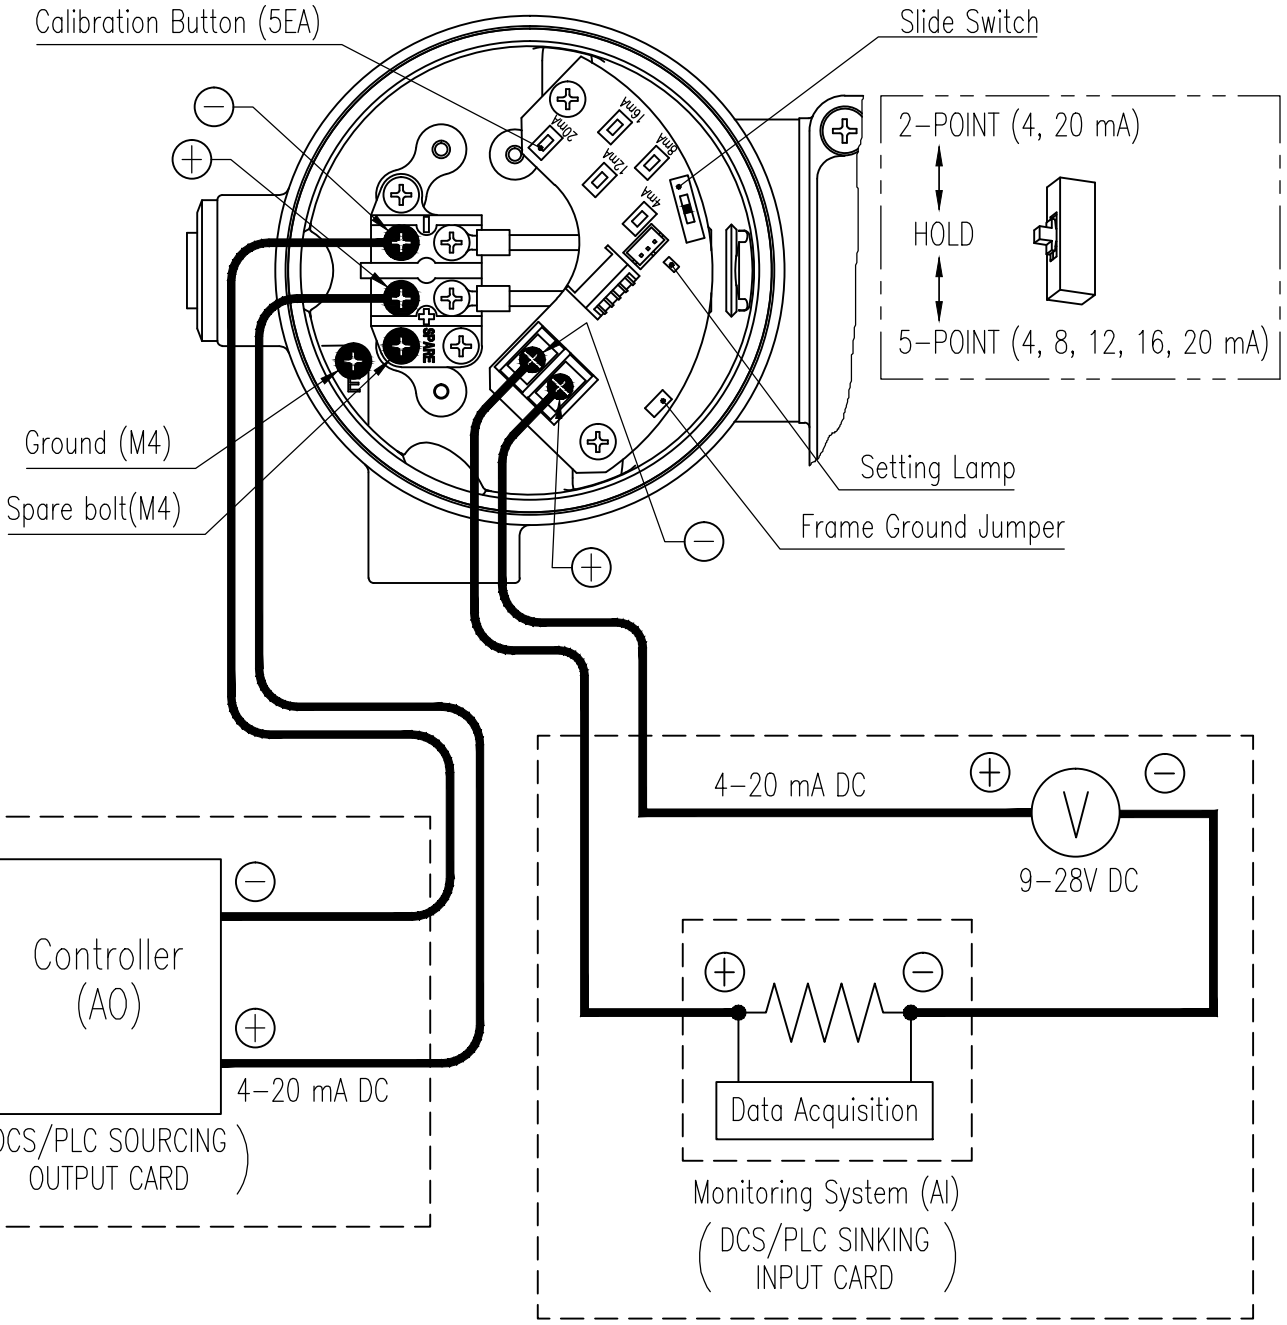 Calibration Button (5EA)
Slide Switch
−
+
20mA
16mA
12mA
8mA
4mA
2−POINT (4, 20 mA)
HOLD
5−POINT (4, 8, 12, 16, 20 mA)
−
+
SPARE
E
Ground (M4)
Spare bolt(M4)
Setting Lamp
Frame Ground Jumper
−
+
4−20 mA DC
+
−
V
9−28V DC
−
Controller
(AO)
+
4−20 mA DC
DCS/PLC SOURCING
OUTPUT CARD
+
−
Data Acquisition
Monitoring System (AI)
( DCS/PLC SINKING
INPUT CARD )